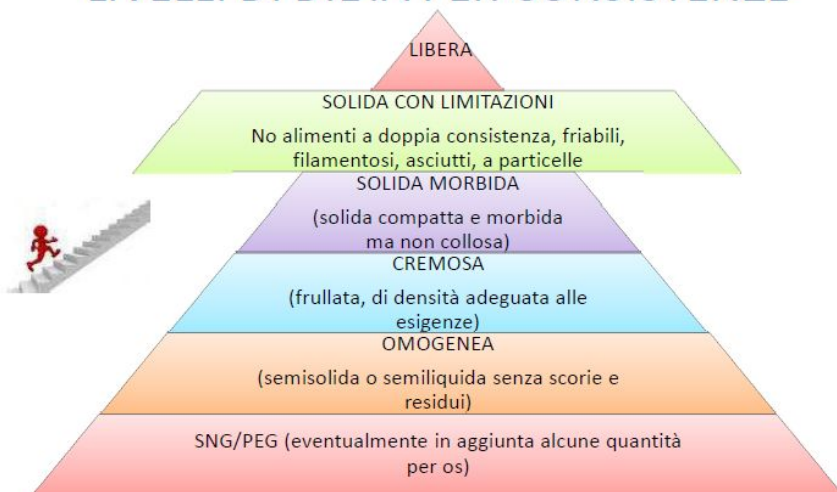 LIBERA
SOLIDA CON LIMITAZIONI
No alimenti a doppia consistenza, friabili,
filamentosi, asciutti, a particelle
SOLIDA MORBIDA
(solida compatta e morbida
ma non collosa)
CREMOSA
(frullata, di densità adeguata alle
esigenze)
OMOGENEA
(semisolida o semiliquida senza scorie e
residui)
SNG/PEG (eventualmente in aggiunta alcune quantità
per os)